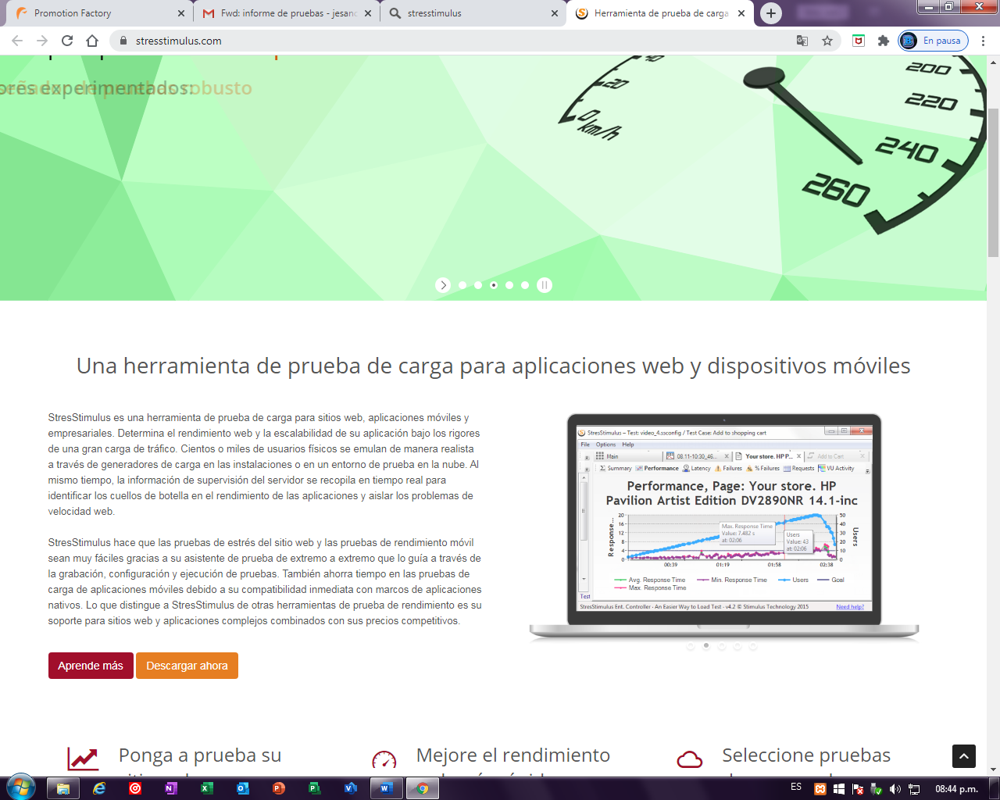 Promotion Factory
Fwd: informe de pruebas - jesanc
stresstimulus
Herramienta de prueba de carga
stresstimulus.com
En pausa
robusto
ores experimentados:
40
20
0
km/h
200
220
240
260
Una herramienta de prueba de carga para aplicaciones web y dispositivos móviles
StresStimulus es una herramienta de prueba de carga para sitios web, aplicaciones móviles y
empresariales. Determina el rendimiento web y la escalabilidad de su aplicación bajo los rigores
de una gran carga de tráfico. Cientos o miles de usuarios físicos se emulan de manera realista
a través de generadores de carga en las instalaciones o en un entorno de prueba en la nube. Al
mismo tiempo, la información de supervisión del servidor se recopila en tiempo real para
identificar los cuellos de botella en el rendimiento de las aplicaciones y aislar los problemas de
velocidad web.
StresStimulus hace que las pruebas de estrés del sitio web y las pruebas de rendimiento móvil
sean muy fáciles gracias a su asistente de prueba de extremo a extremo que lo guía a través de
la grabación, configuración y ejecución de pruebas. También ahorra tiempo en las pruebas de
carga de aplicaciones móviles debido a su compatibilidad inmediata con marcos de aplicaciones
nativos. Lo que distingue a StresStimulus de otras herramientas de prueba de rendimiento es su
soporte para sitios web y aplicaciones complejos combinados con sus precios competitivos.
Aprende más
Descargar ahora
StresStimulus - Test: video_4.ssconfig / Test Case: Add to shopping cart
File Options Help
Main
08.11-10:30_46...
Your store. HP P...
Add to Cart
Summary Performance Latency Failures % Failures Requests VU Activity
Performance, Page: Your store. HP
Pavilion Artist Edition DV2890NR 14.1-inc
Response...
20
16
12
8
4
0
Max. Response Time
Value: 7.482 s
at: 02:06
Users
Value: 43
at: 02:06
50
40
30
20
10
0
Users
00:39 01:19 01:58 02:38
Avg. Response Time Min. Response Time Users Goal
Max. Response Time
Test
StresStimulus Ent. Controller · An Easier Way to Load Test · v4.2 © Stimulus Technology 2015
Need help?
Ponga a prueba su
Mejore el rendimiento
Seleccione pruebas
ES
08:44 p.m.